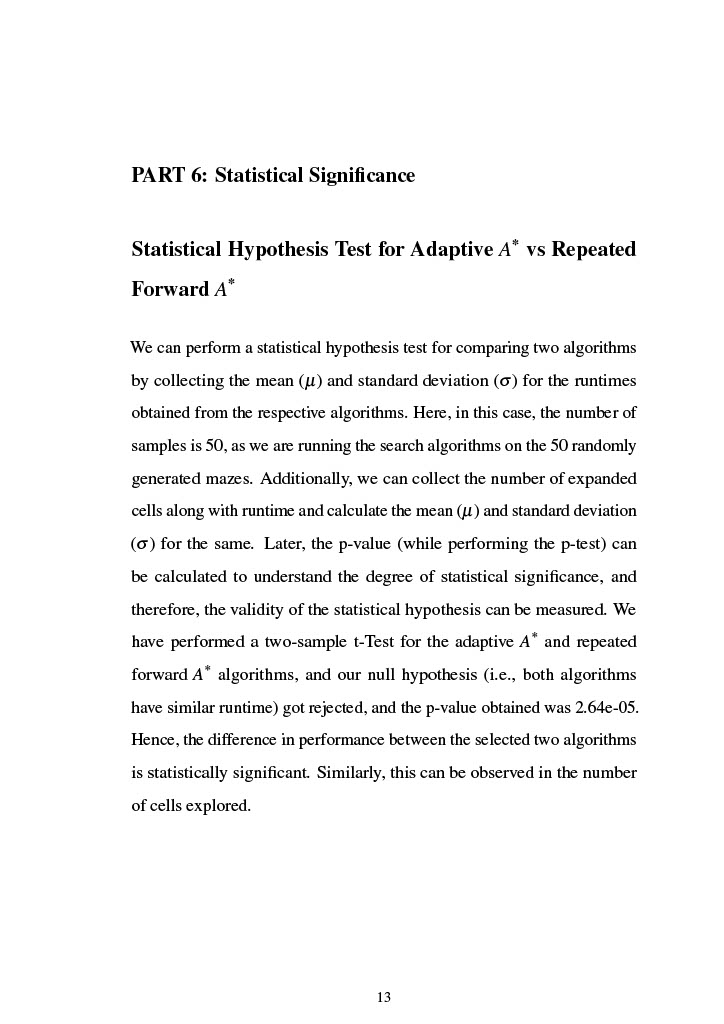 PART 6: Statistical Significance
Statistical Hypothesis Test for Adaptive A* vs Repeated
Forward A*
We can perform a statistical hypothesis test for comparing two algorithms
by collecting the mean (μ) and standard deviation (σ) for the runtimes
obtained from the respective algorithms. Here, in this case, the number of
samples is 50, as we are running the search algorithms on the 50 randomly
generated mazes. Additionally, we can collect the number of expanded
cells along with runtime and calculate the mean (μ) and standard deviation
(σ) for the same. Later, the p-value (while performing the p-test) can
be calculated to understand the degree of statistical significance, and
therefore, the validity of the statistical hypothesis can be measured. We
have performed a two-sample t-Test for the adaptive A* and repeated
forward A* algorithms, and our null hypothesis (i.e., both algorithms
have similar runtime) got rejected, and the p-value obtained was 2.64e-05.
Hence, the difference in performance between the selected two algorithms
is statistically significant. Similarly, this can be observed in the number
of cells explored.
13